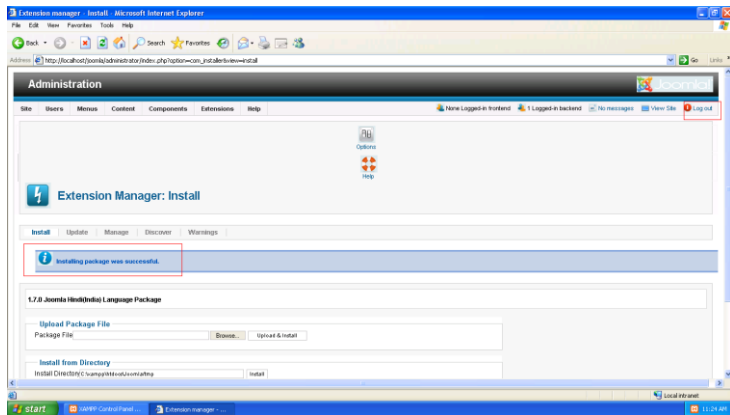 Extension manager - Install - Microsoft Internet Explorer
File Edit View Favorites Tools Help
Back Search Favorites
Address http://localhost/joomla/administrator/index.php?option=com_installer&view=install Go Links
Administration Joomla!
Site Users Menus Content Components Extensions Help None Logged-in frontend 1 Logged-in backend No messages View Site Log out
Options
Help
Extension Manager: Install
Install Update Manage Discover Warnings
Installing package was successful.
1.7.0 Joomla Hindi(India) Language Package
Upload Package File
Package File Browse... Upload & Install
Install from Directory
Install Directory C:\xampp\htdocs\Joomla/tmp Install
Local intranet
start XAMPP Control Panel ... Extension manager - ... 11:24 AM